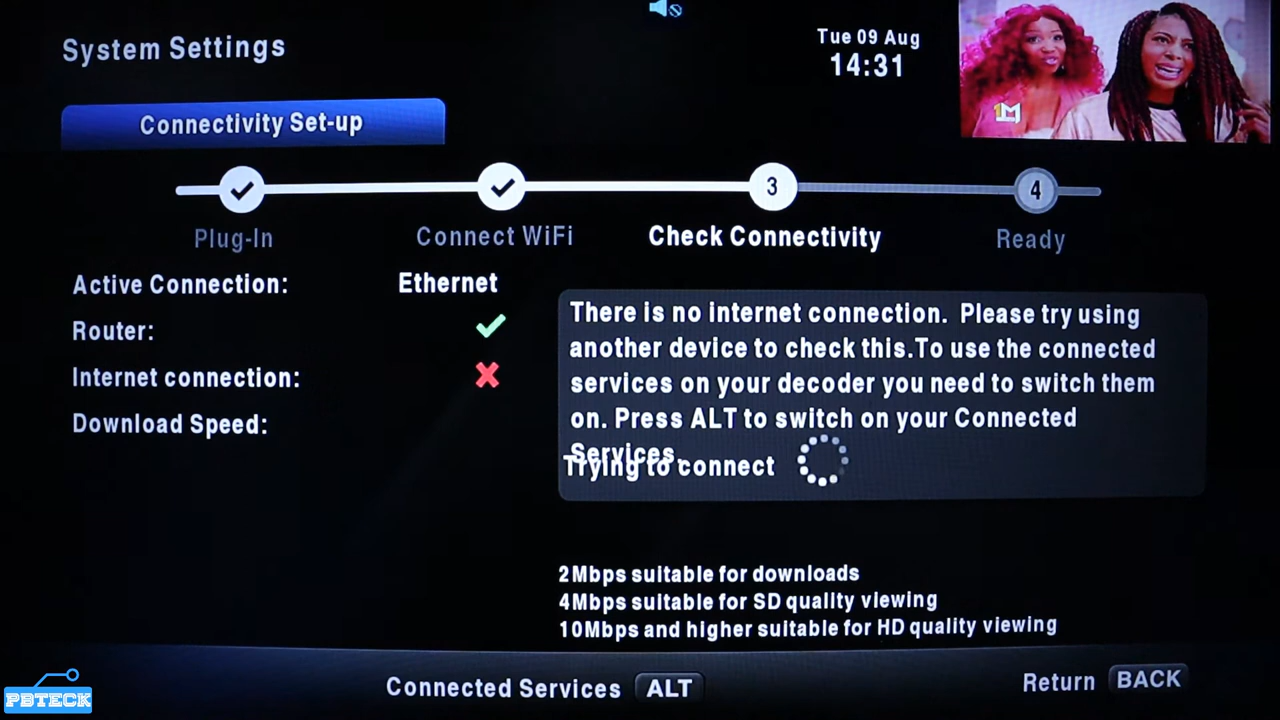 System Settings
Tue 09 Aug
14:31
Connectivity Set-up
1M
3
4
Plug-In
Connect WiFi
Check Connectivity
Ready
Active Connection:
Ethernet
Router:
Internet connection:
Download Speed:
There is no internet connection. Please try using
another device to check this.To use the connected
services on your decoder you need to switch them
on. Press ALT to switch on your Connected
Services.
Trying to connect
2Mbps suitable for downloads
4Mbps suitable for SD quality viewing
10Mbps and higher suitable for HD quality viewing
Connected Services ALT
Return BACK
PBTECK